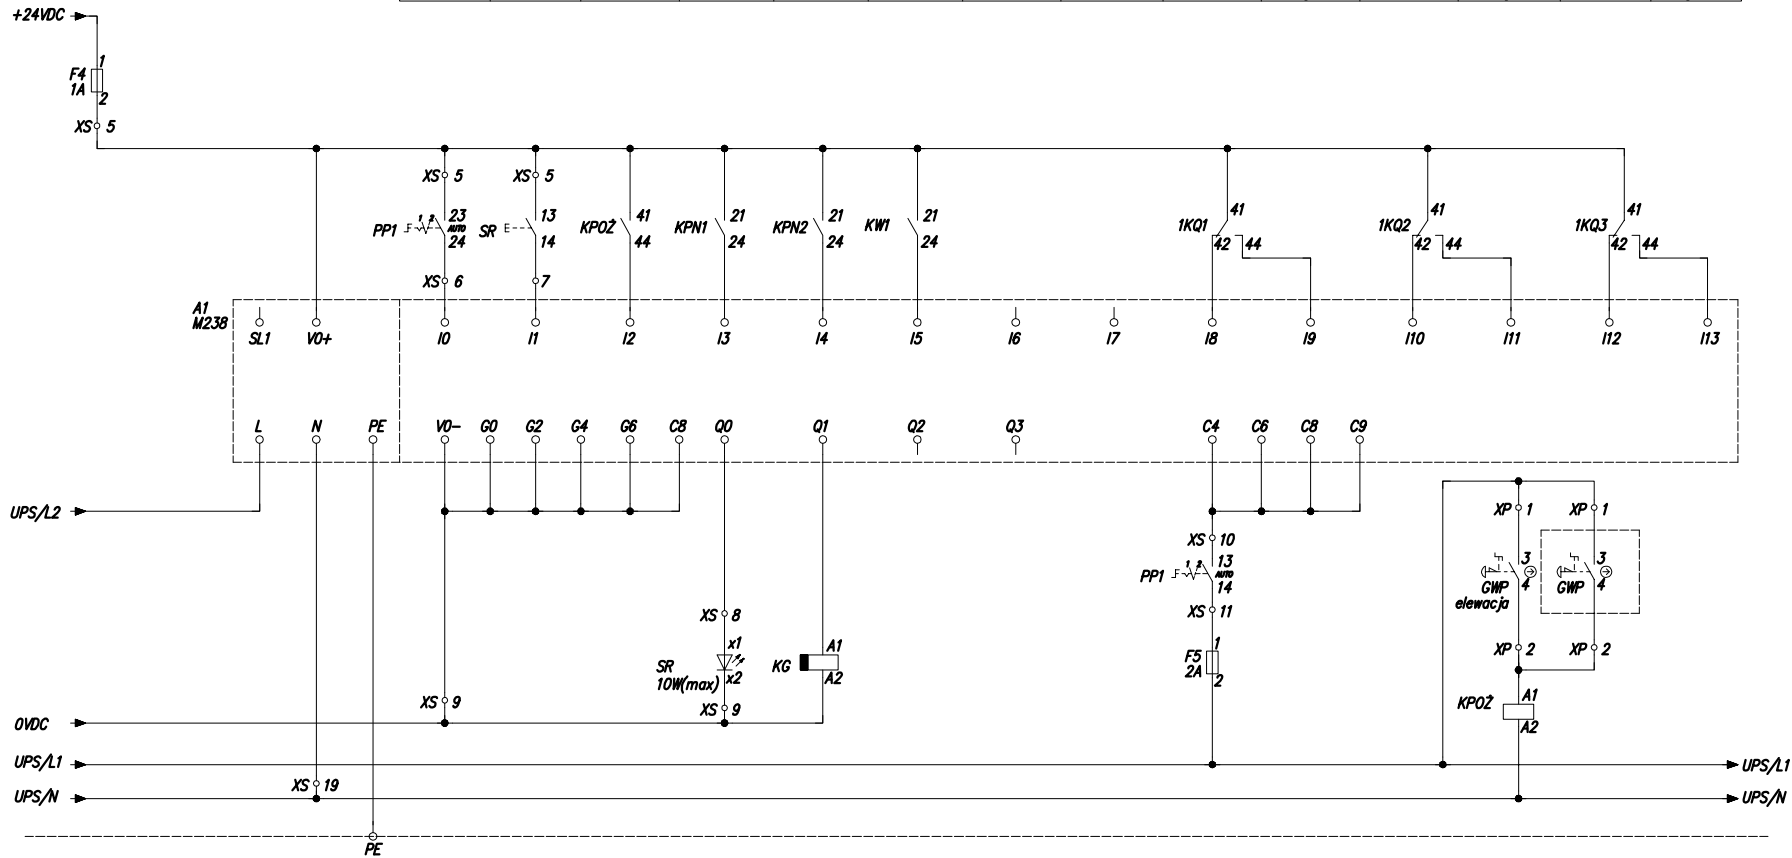 +24VDC
F4
1A
1
2
XS 5
XS 5
XS 5
PP1
1 2
23
AUTO
24
SR
13
14
KPOŻ
41
44
KPN1
21
24
KPN2
21
24
KW1
21
24
1KQ1
41
42
44
1KQ2
41
42
44
1KQ3
41
42
44
XS 6
7
A1
M238
SL1
V0+
I0
I1
I2
I3
I4
I5
I6
I7
I8
I9
I10
I11
I12
I13
L
N
PE
V0-
G0
G2
G4
G6
C8
Q0
Q1
Q2
Q3
C4
C6
C8
C9
UPS/L2
XP 1
XP 1
XS 10
PP1
1 2
13
AUTO
14
3
4
GWP
elewacja
3
4
GWP
XS 8
XS 11
SR
10W(max)
x1
x2
KG
A1
A2
F5
2A
1
2
XP 2
XP 2
XS 9
XS 9
KPOŻ
A1
A2
0VDC
UPS/L1
UPS/L1
XS 19
UPS/N
UPS/N
PE